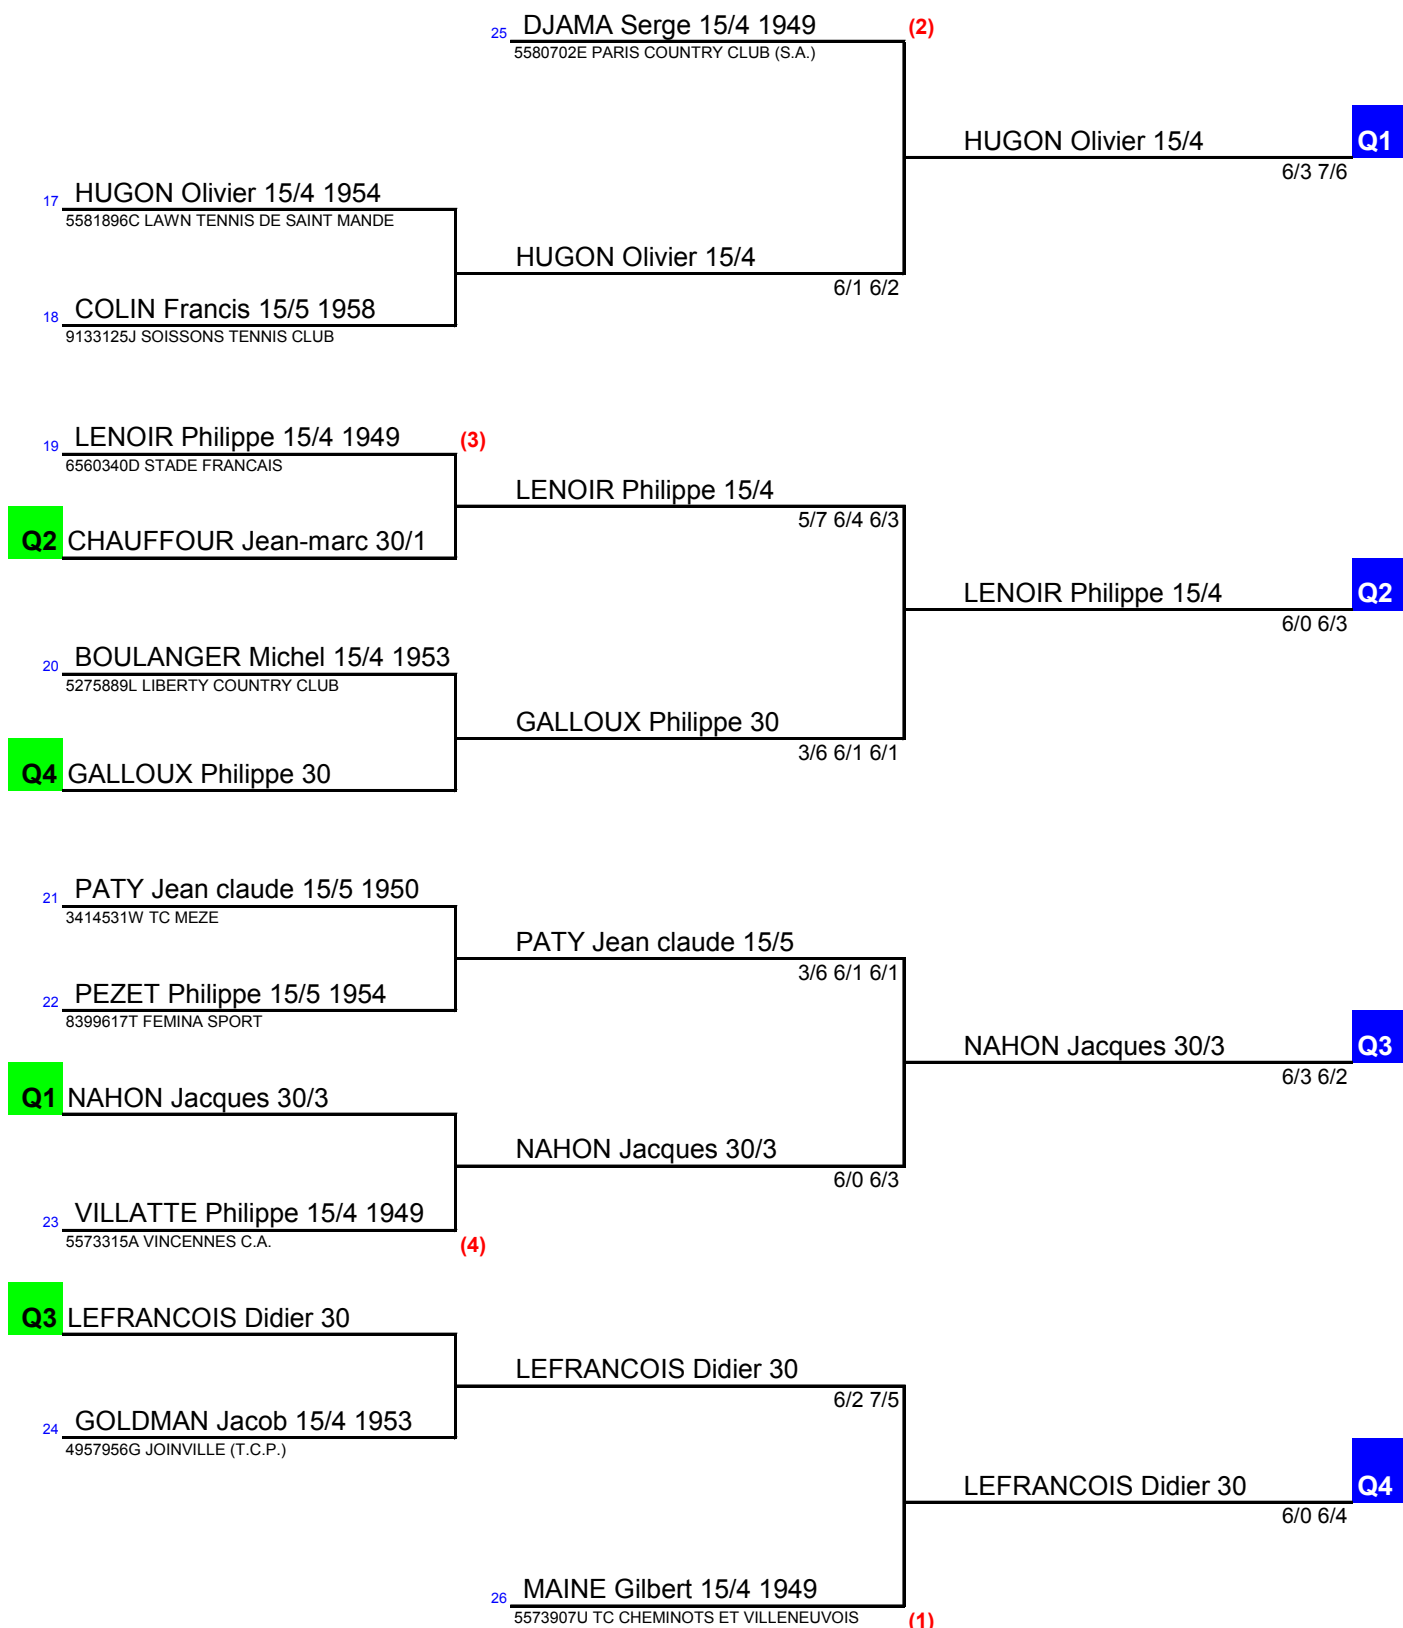 25 DJAMA Serge 15/4 1949 (2)
5580702E PARIS COUNTRY CLUB (S.A.)
HUGON Olivier 15/4 Q1
6/3 7/6
17 HUGON Olivier 15/4 1954
5581896C LAWN TENNIS DE SAINT MANDE
HUGON Olivier 15/4
6/1 6/2
18 COLIN Francis 15/5 1958
9133125J SOISSONS TENNIS CLUB
19 LENOIR Philippe 15/4 1949 (3)
6560340D STADE FRANCAIS
LENOIR Philippe 15/4
5/7 6/4 6/3
Q2 CHAUFFOUR Jean-marc 30/1
LENOIR Philippe 15/4 Q2
6/0 6/3
20 BOULANGER Michel 15/4 1953
5275889L LIBERTY COUNTRY CLUB
GALLOUX Philippe 30
3/6 6/1 6/1
Q4 GALLOUX Philippe 30
21 PATY Jean claude 15/5 1950
3414531W TC MEZE
PATY Jean claude 15/5
3/6 6/1 6/1
22 PEZET Philippe 15/5 1954
8399617T FEMINA SPORT
NAHON Jacques 30/3 Q3
6/3 6/2
Q1 NAHON Jacques 30/3
NAHON Jacques 30/3
6/0 6/3
23 VILLATTE Philippe 15/4 1949
5573315A VINCENNES C.A. (4)
Q3 LEFRANCOIS Didier 30
LEFRANCOIS Didier 30
6/2 7/5
24 GOLDMAN Jacob 15/4 1953
4957956G JOINVILLE (T.C.P.)
LEFRANCOIS Didier 30 Q4
6/0 6/4
26 MAINE Gilbert 15/4 1949
5573907U TC CHEMINOTS ET VILLENEUVOIS (1)